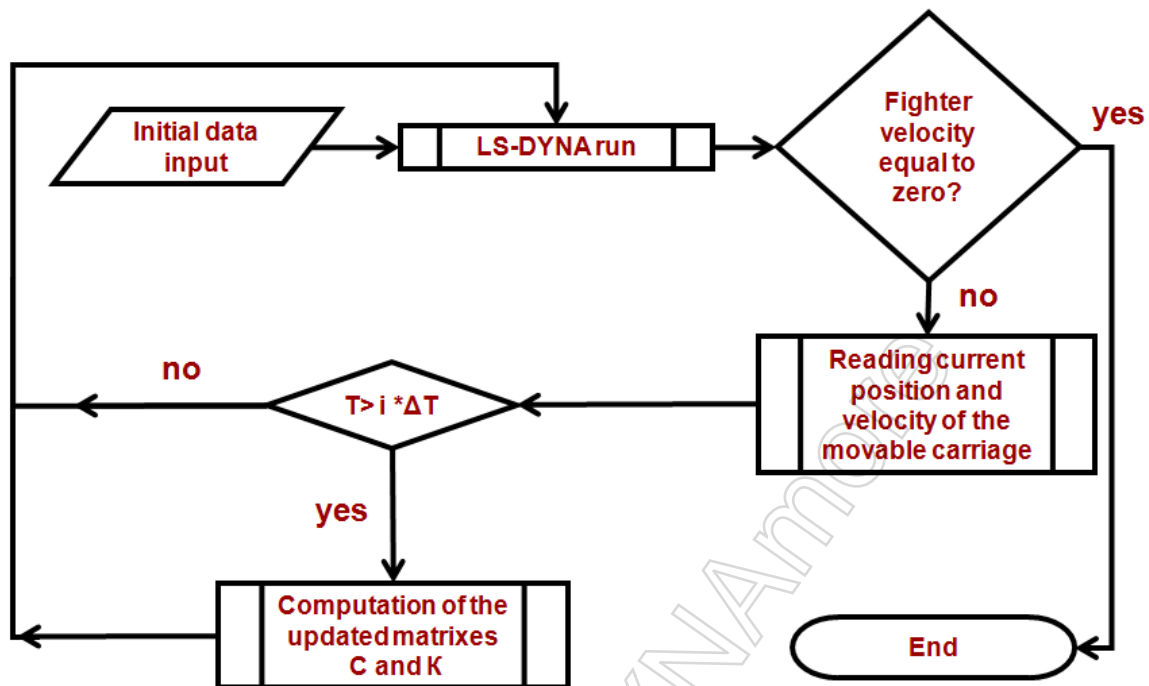 Initial data
input
LS-DYNA run
Fighter
velocity
equal to
zero?
yes
no
Reading current
position and
velocity of the
movable carriage
T> i *ΔT
no
yes
Computation of the
updated matrixes
C and K
End
YNAmore